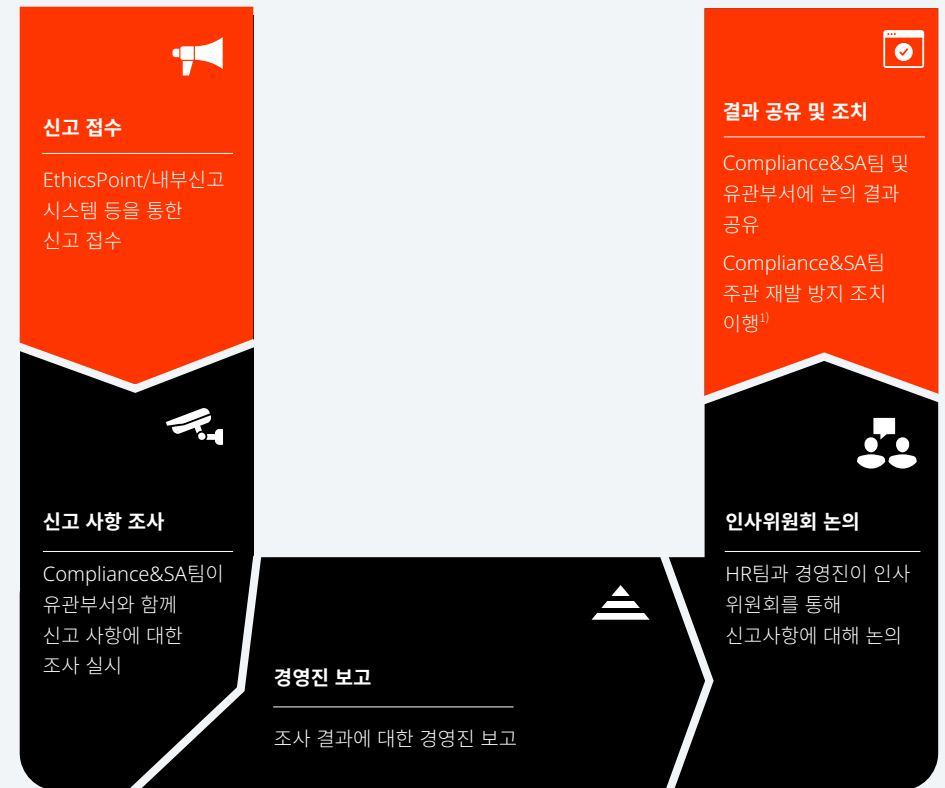 신고 접수
EthicsPoint/내부신고
시스템 등을 통한
신고 접수
신고 사항 조사
Compliance&SA팀이
유관부서와 함께
신고 사항에 대한
조사 실시
경영진 보고
조사 결과에 대한 경영진 보고
인사위원회 논의
HR팀과 경영진이 인사
위원회를 통해
신고사항에 대해 논의
결과 공유 및 조치
Compliance&SA팀 및
유관부서에 논의 결과
공유
Compliance&SA팀
주관 재발 방지 조치
이행1)